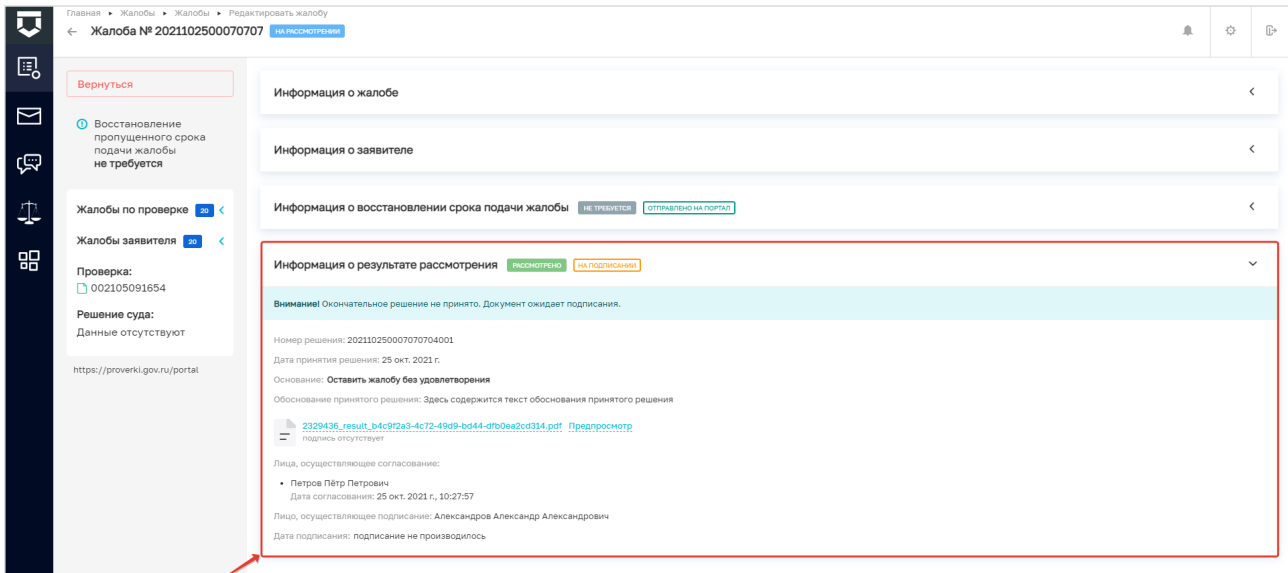 Главная ▸ Жалобы ▸ Жалобы ▸ Редактировать жалобу
← Жалоба № 2021102500070707 НА РАССМОТРЕНИИ
Вернуться
Восстановление
пропущенного срока
подачи жалобы
не требуется
Жалобы по проверке 20
Жалобы заявителя 20
Проверка:
002105091654
Решение суда:
Данные отсутствуют
https://proverki.gov.ru/portal
Информация о жалобе
Информация о заявителе
Информация о восстановлении срока подачи жалобы НЕ ТРЕБУЕТСЯ ОТПРАВЛЕНО НА ПОРТАЛ
Информация о результате рассмотрения РАССМОТРЕНО НА ПОДПИСАНИИ
Внимание! Окончательное решение не принято. Документ ожидает подписания.
Номер решения: 202110250007070704001
Дата принятия решения: 25 окт. 2021 г.
Основание: Оставить жалобу без удовлетворения
Обоснование принятого решения: Здесь содержится текст обоснования принятого решения
2329436_result_b4c9f2a3-4c72-49d9-bd44-dfb0ea2cd314.pdf Предпросмотр
подпись отсутствует
Лица, осуществляющее согласование:
• Петров Пётр Петрович
Дата согласования: 25 окт. 2021 г., 10:27:57
Лицо, осуществляющее подписание: Александров Александр Александрович
Дата подписания: подписание не производилось